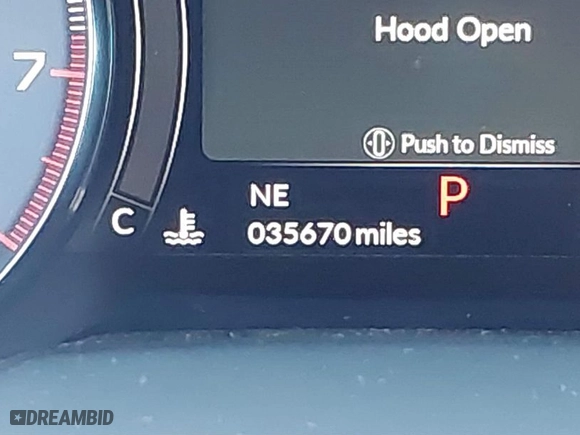 Hood Open
7
Push to Dismiss
NE
P
C
035670 miles
DREAMBID